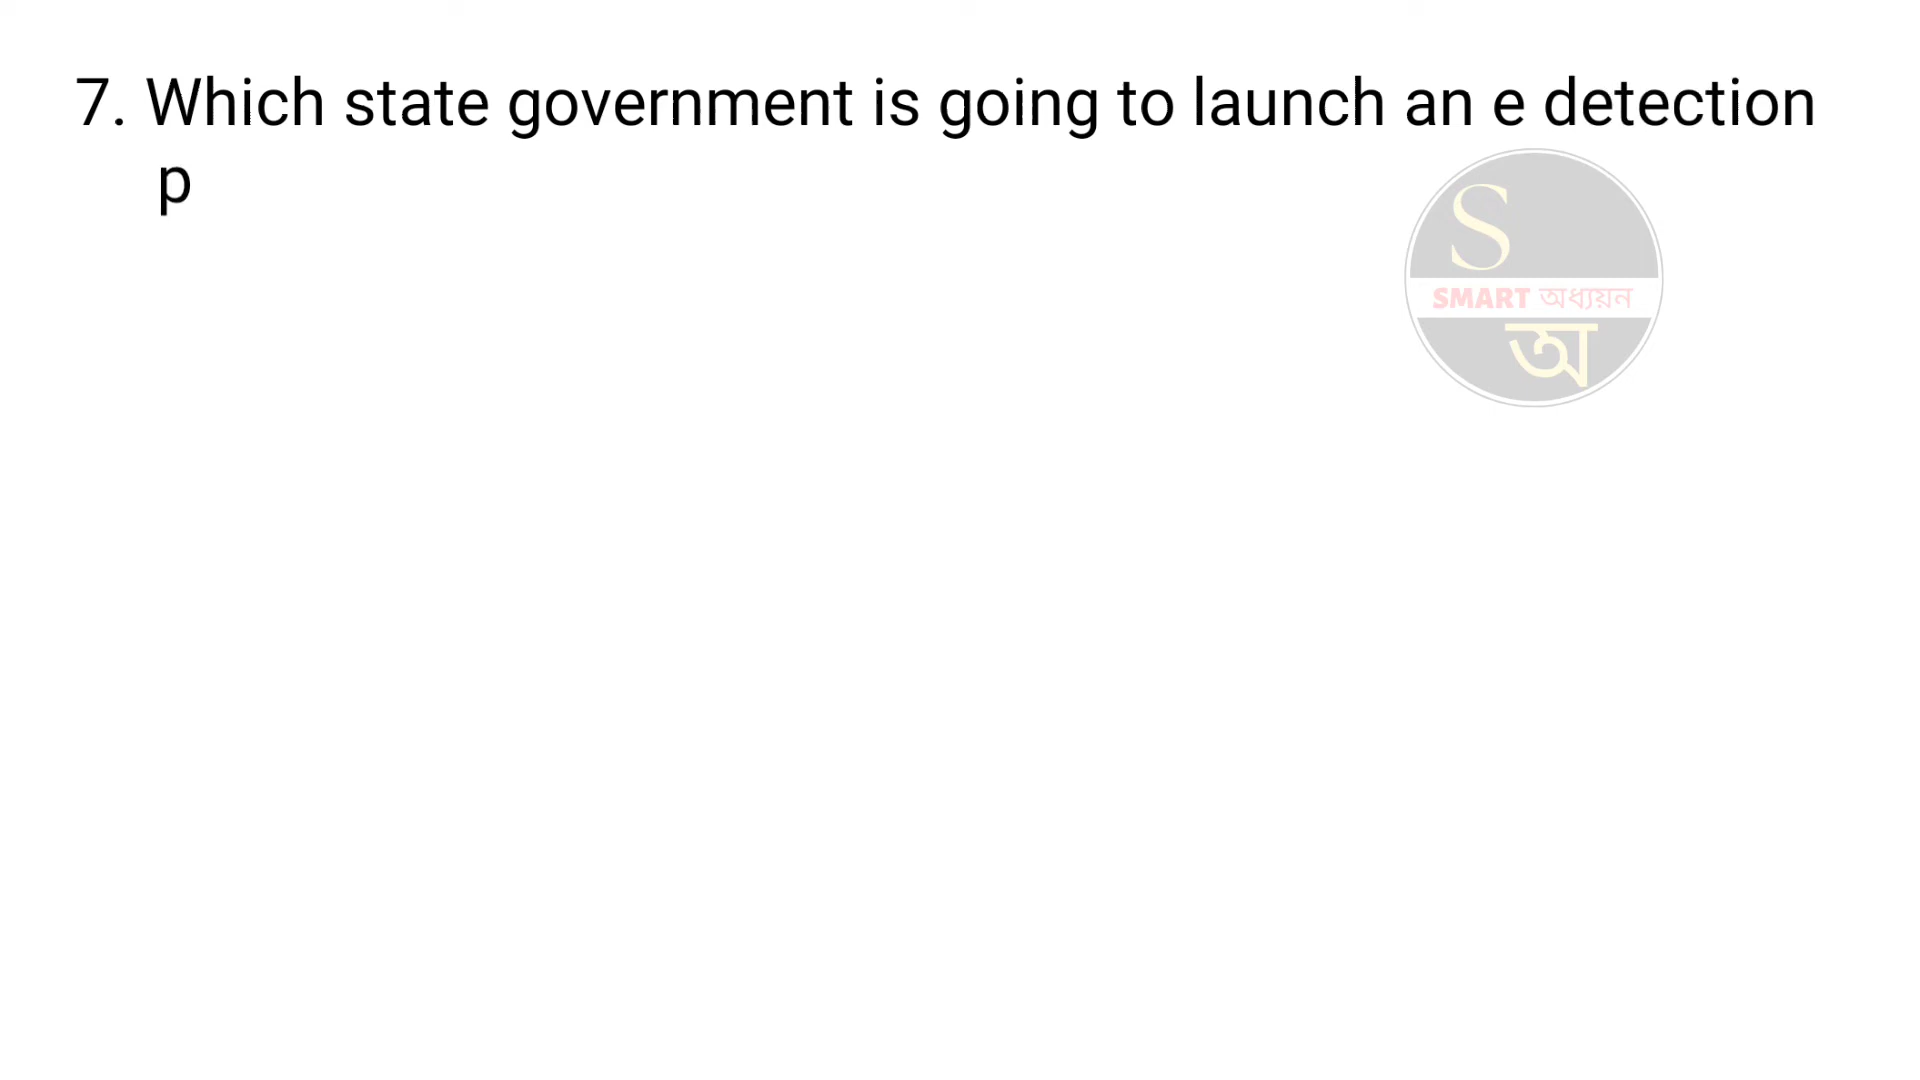 7. Which state government is going to launch an e detection
p
S
SMART অধ্যয়ন
অ